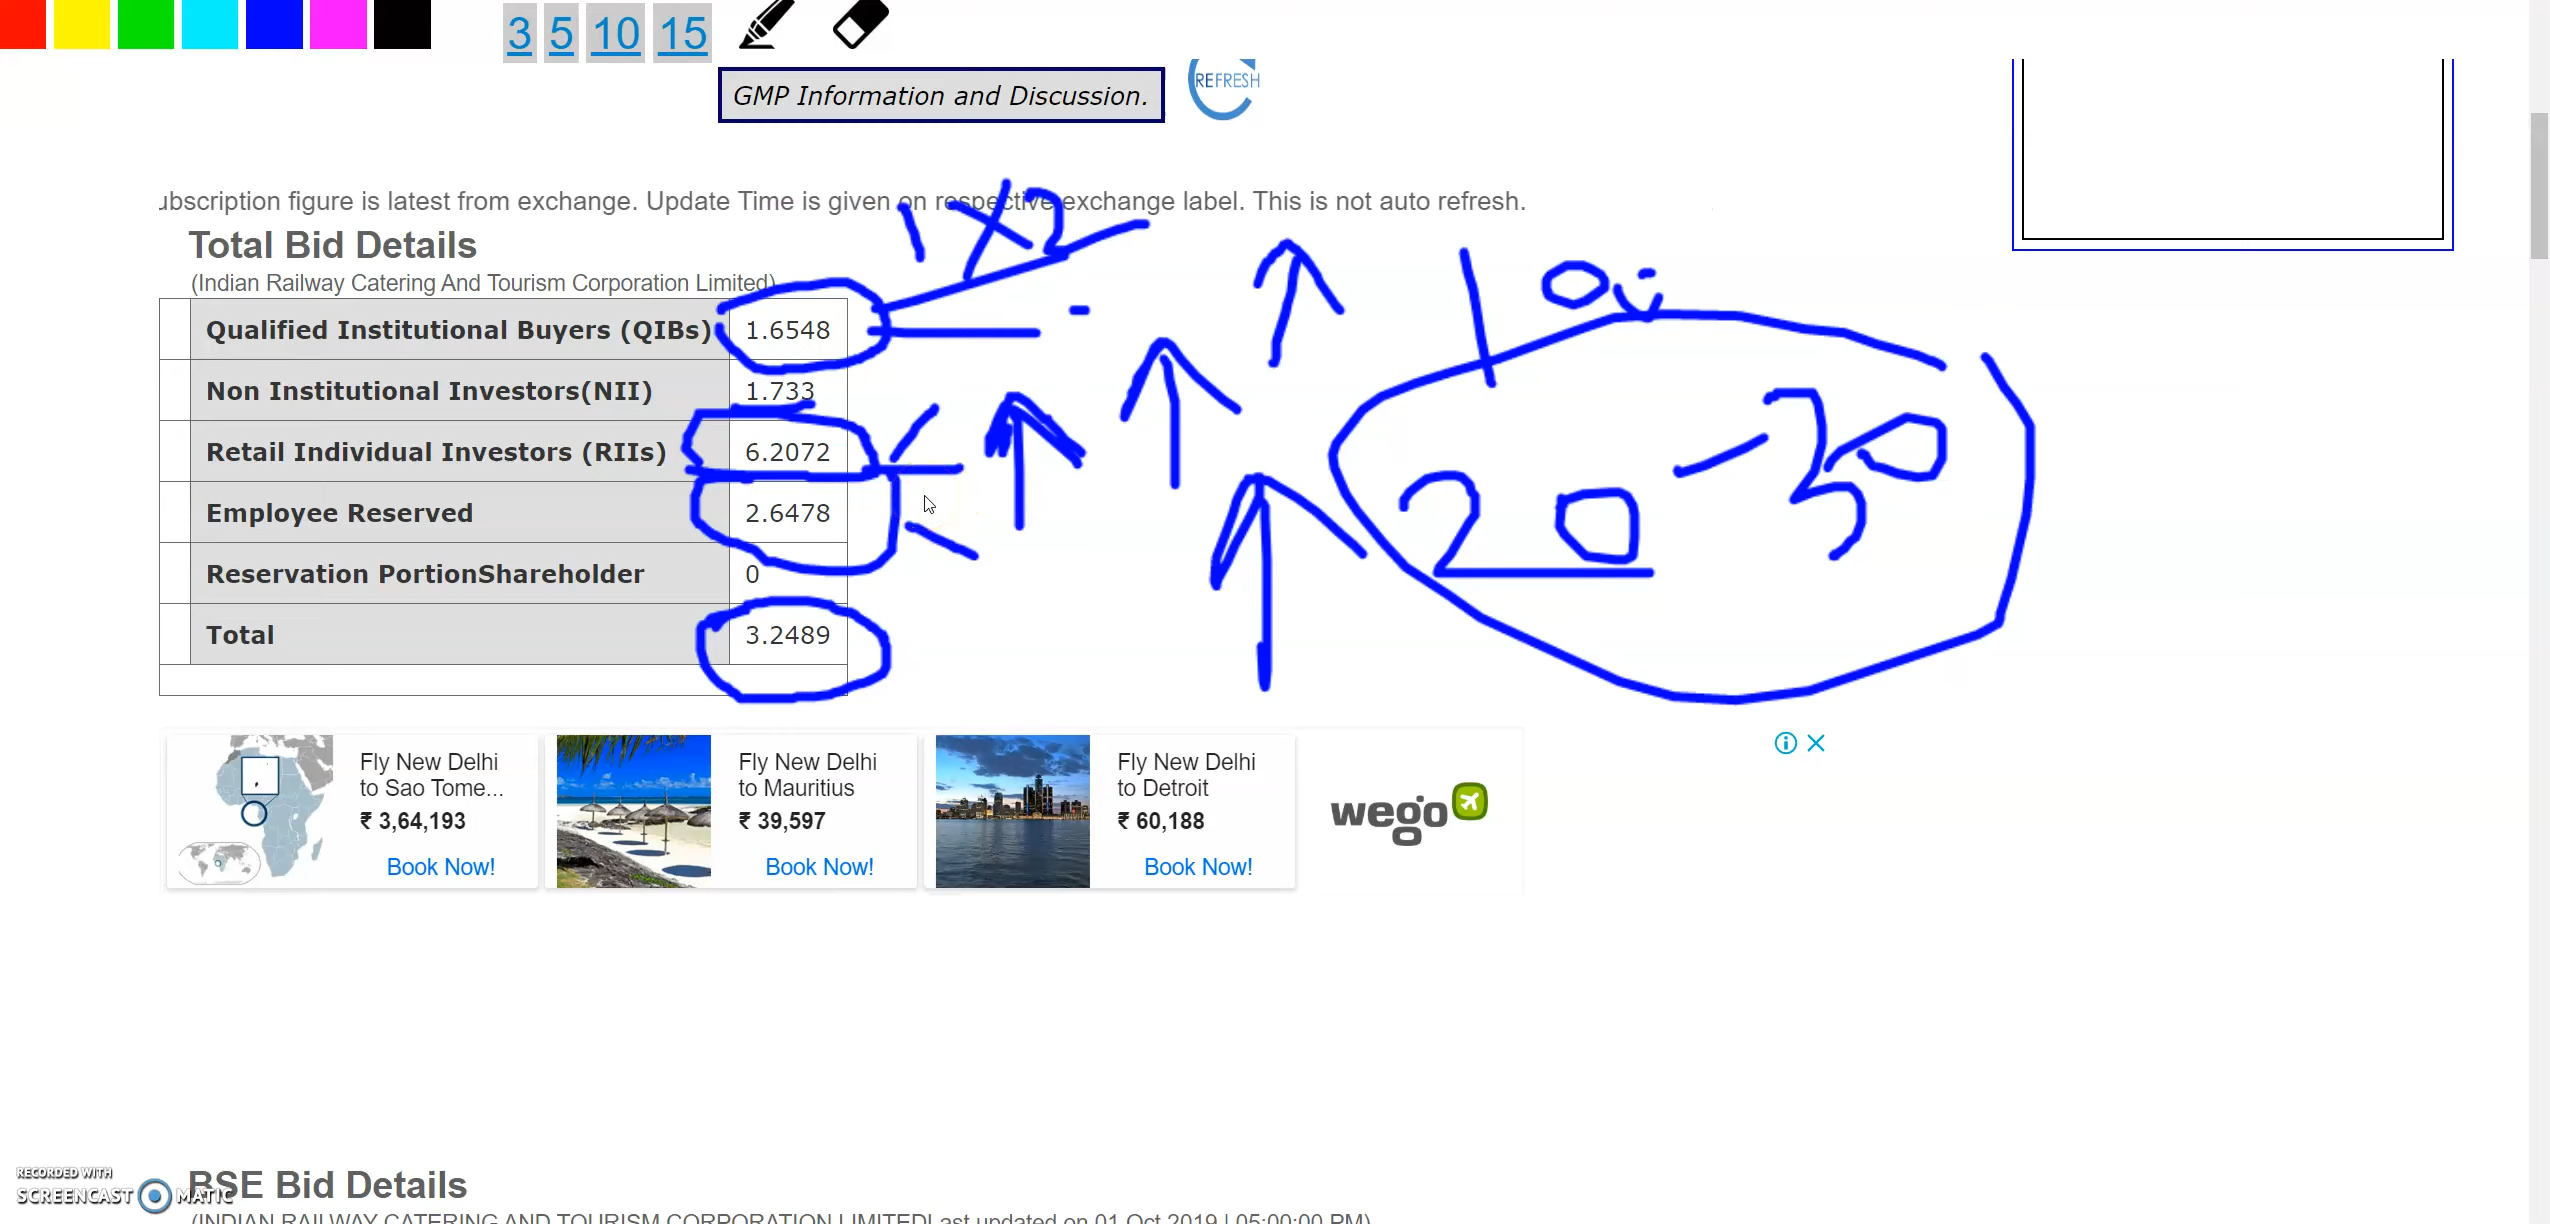 3 5 10 15
GMP Information and Discussion.
REFRESH
ubscription figure is latest from exchange. Update Time is given on respective exchange label. This is not auto refresh.
1x2
Total Bid Details
(Indian Railway Catering And Tourism Corporation Limited)
Qualified Institutional Buyers (QIBs) 1.6548
Non Institutional Investors(NII) 1.733
Retail Individual Investors (RIIs) 6.2072
Employee Reserved 2.6478
Reservation PortionShareholder 0
Total 3.2489
20 - 30
Fly New Delhi
to Sao Tome...
₹ 3,64,193
Book Now!
Fly New Delhi
to Mauritius
₹ 39,597
Book Now!
Fly New Delhi
to Detroit
₹ 60,188
Book Now!
wego
RECORDED WITH
SCREENCAST MATIC
BSE Bid Details
(INDIAN RAILWAY CATERING AND TOURISM CORPORATION LIMITEDLast updated on 01 Oct 2019 | 05:00:00 PM)